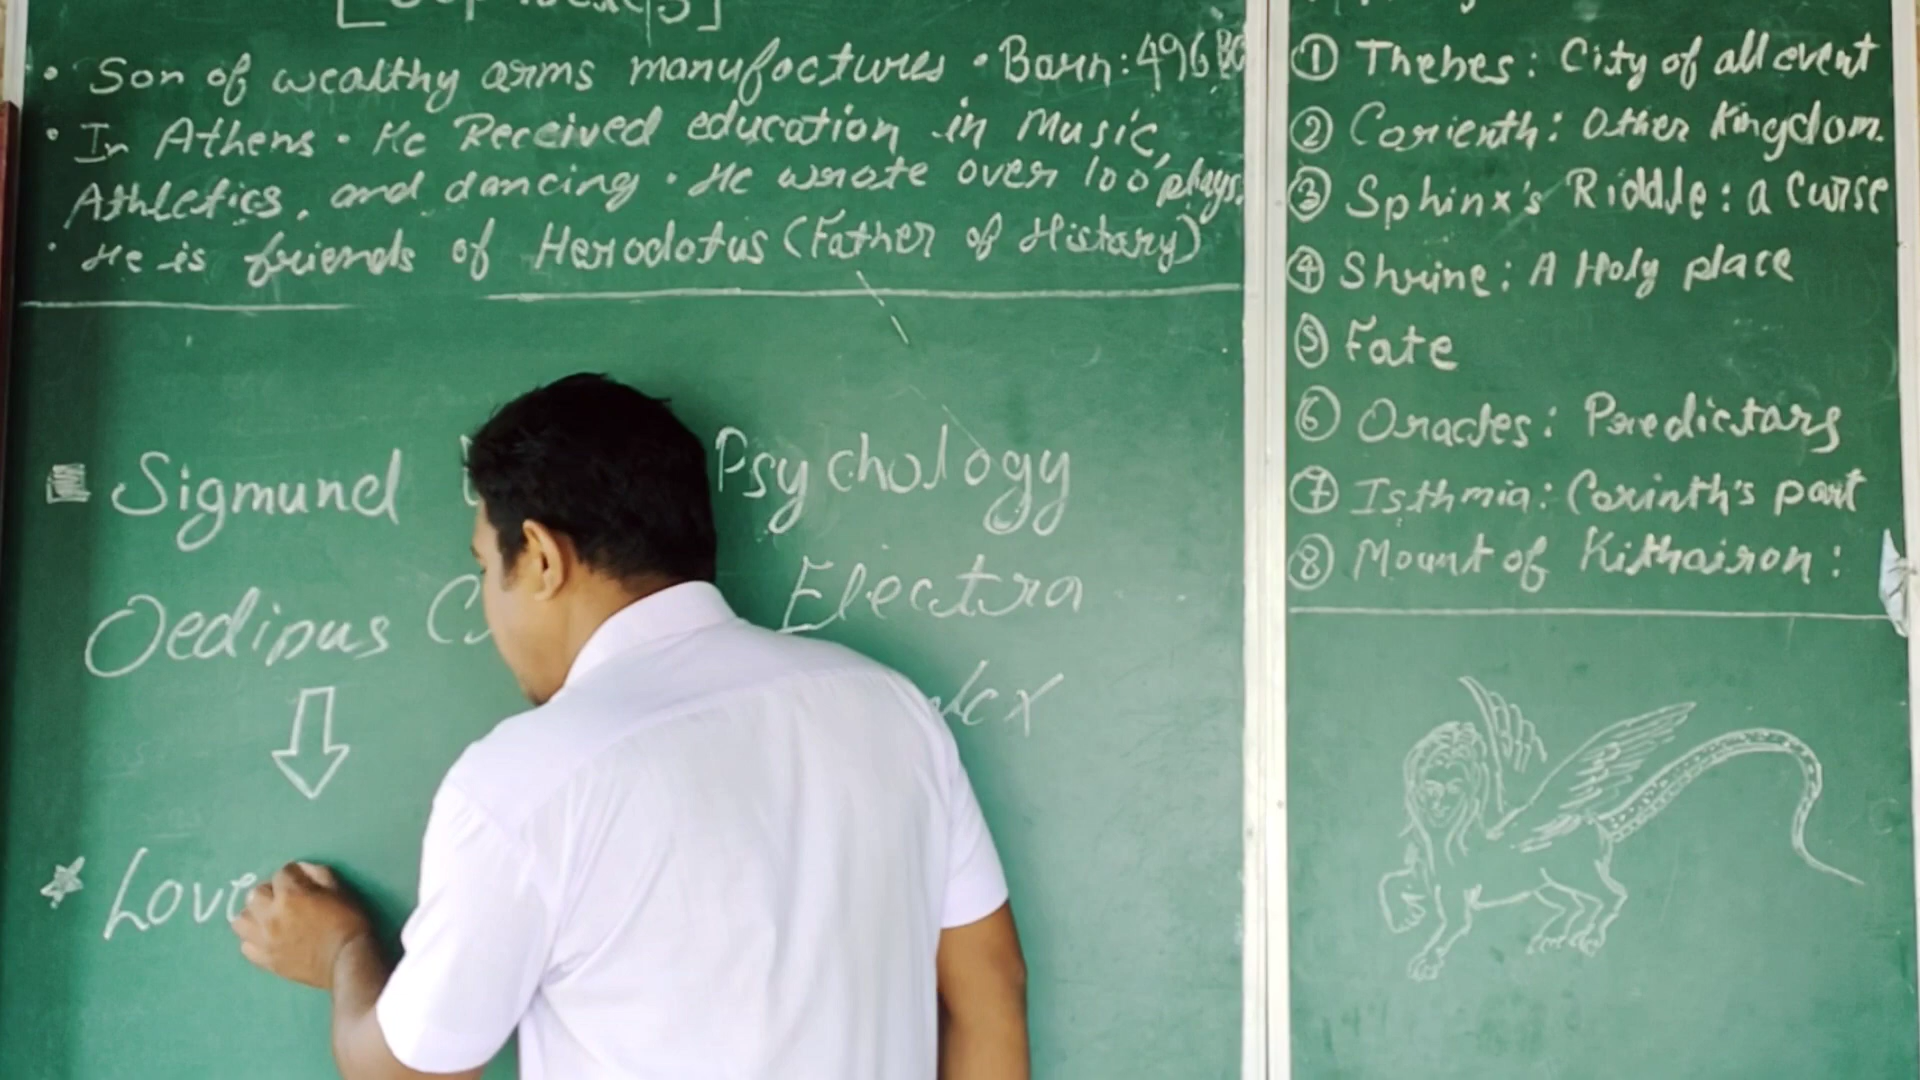 [Sophocles]
• Son of wealthy arms manufactures • Born: 496 BC
• In Athens • He Received education in Music,
Athletics, and dancing • He wrote over 100 plays.
• He is friends of Herodotus (Father of History)
Sigmund Psychology
Oedipus Electra
Love
① Thebes: City of all event
② Corienth: Other Kingdom.
③ Sphinx's Riddle: a curse
④ Shrine: A Holy place
⑤ Fate
⑥ Oracles: Predictors
⑦ Isthmia: Corinth's part
⑧ Mount of Kithairon: